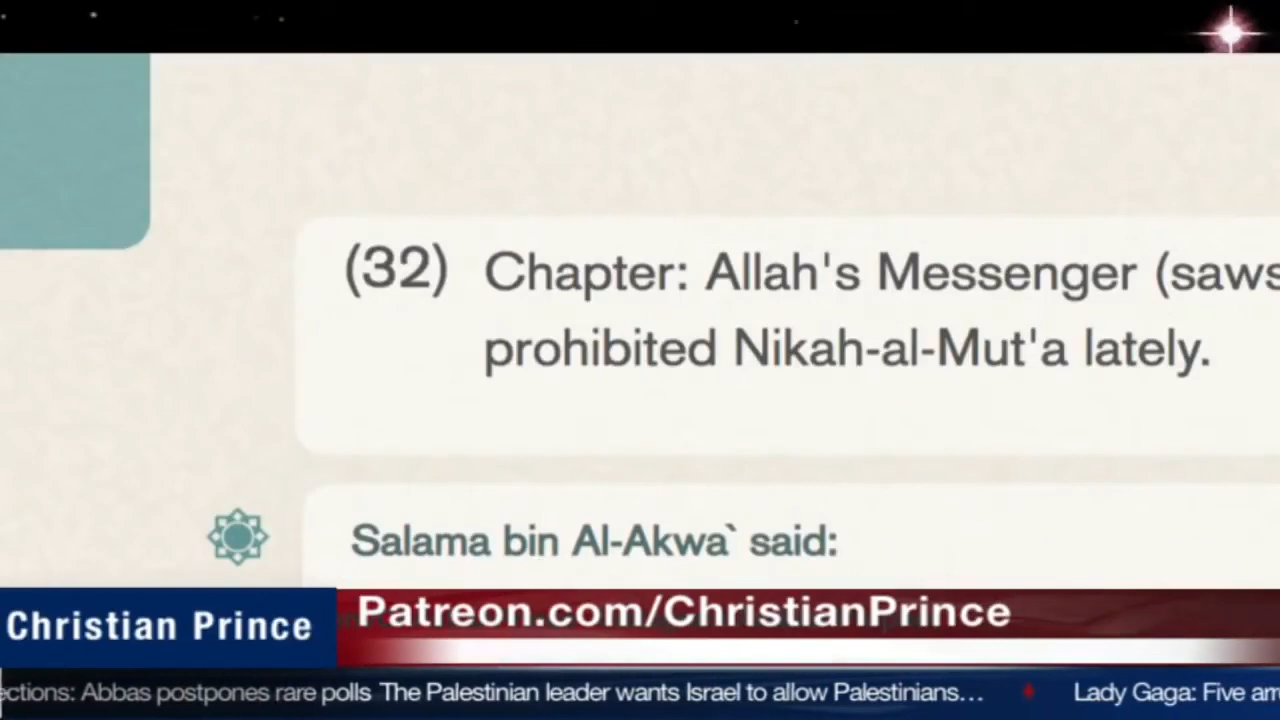 (32) Chapter: Allah's Messenger (saws
prohibited Nikah-al-Mut'a lately.
Salama bin Al-Akwa` said:
Christian Prince
Patreon.com/ChristianPrince
ections: Abbas postpones rare polls The Palestinian leader wants Israel to allow Palestinians... Lady Gaga: Five arr